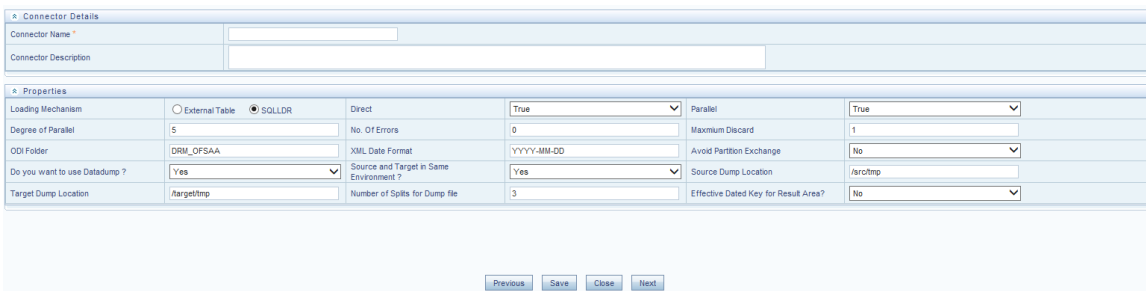 Connector Details
Connector Name *
Connector Description
Properties
Loading Mechanism External Table SQLLDR Direct True Parallel True
Degree of Parallel 5 No. Of Errors 0 Maxmium Discard 1
ODI Folder DRM_OFSAA XML Date Format YYYY-MM-DD Avoid Partition Exchange No
Do you want to use Datadump ? Yes Source and Target in Same
Environment ? Yes Source Dump Location /src/tmp
Target Dump Location /target/tmp Number of Splits for Dump file 3 Effective Dated Key for Result Area? No
Previous Save Close Next